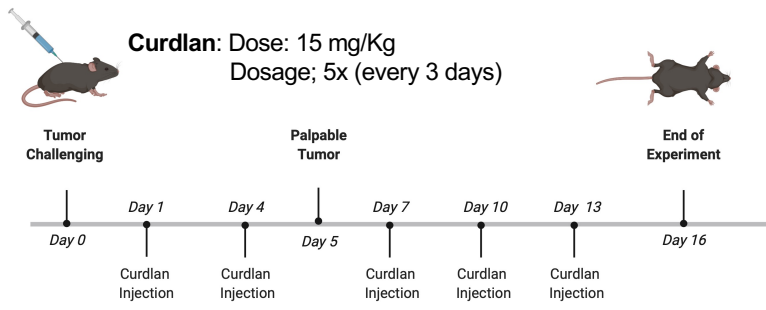 Curdlan: Dose: 15 mg/Kg
Dosage; 5x (every 3 days)
Tumor
Challenging
Palpable
Tumor
End of
Experiment
Day 1
Day 4
Day 7
Day 10
Day 13
Day 0
Day 5
Day 16
Curdlan
Injection
Curdlan
Injection
Curdlan
Injection
Curdlan
Injection
Curdlan
Injection